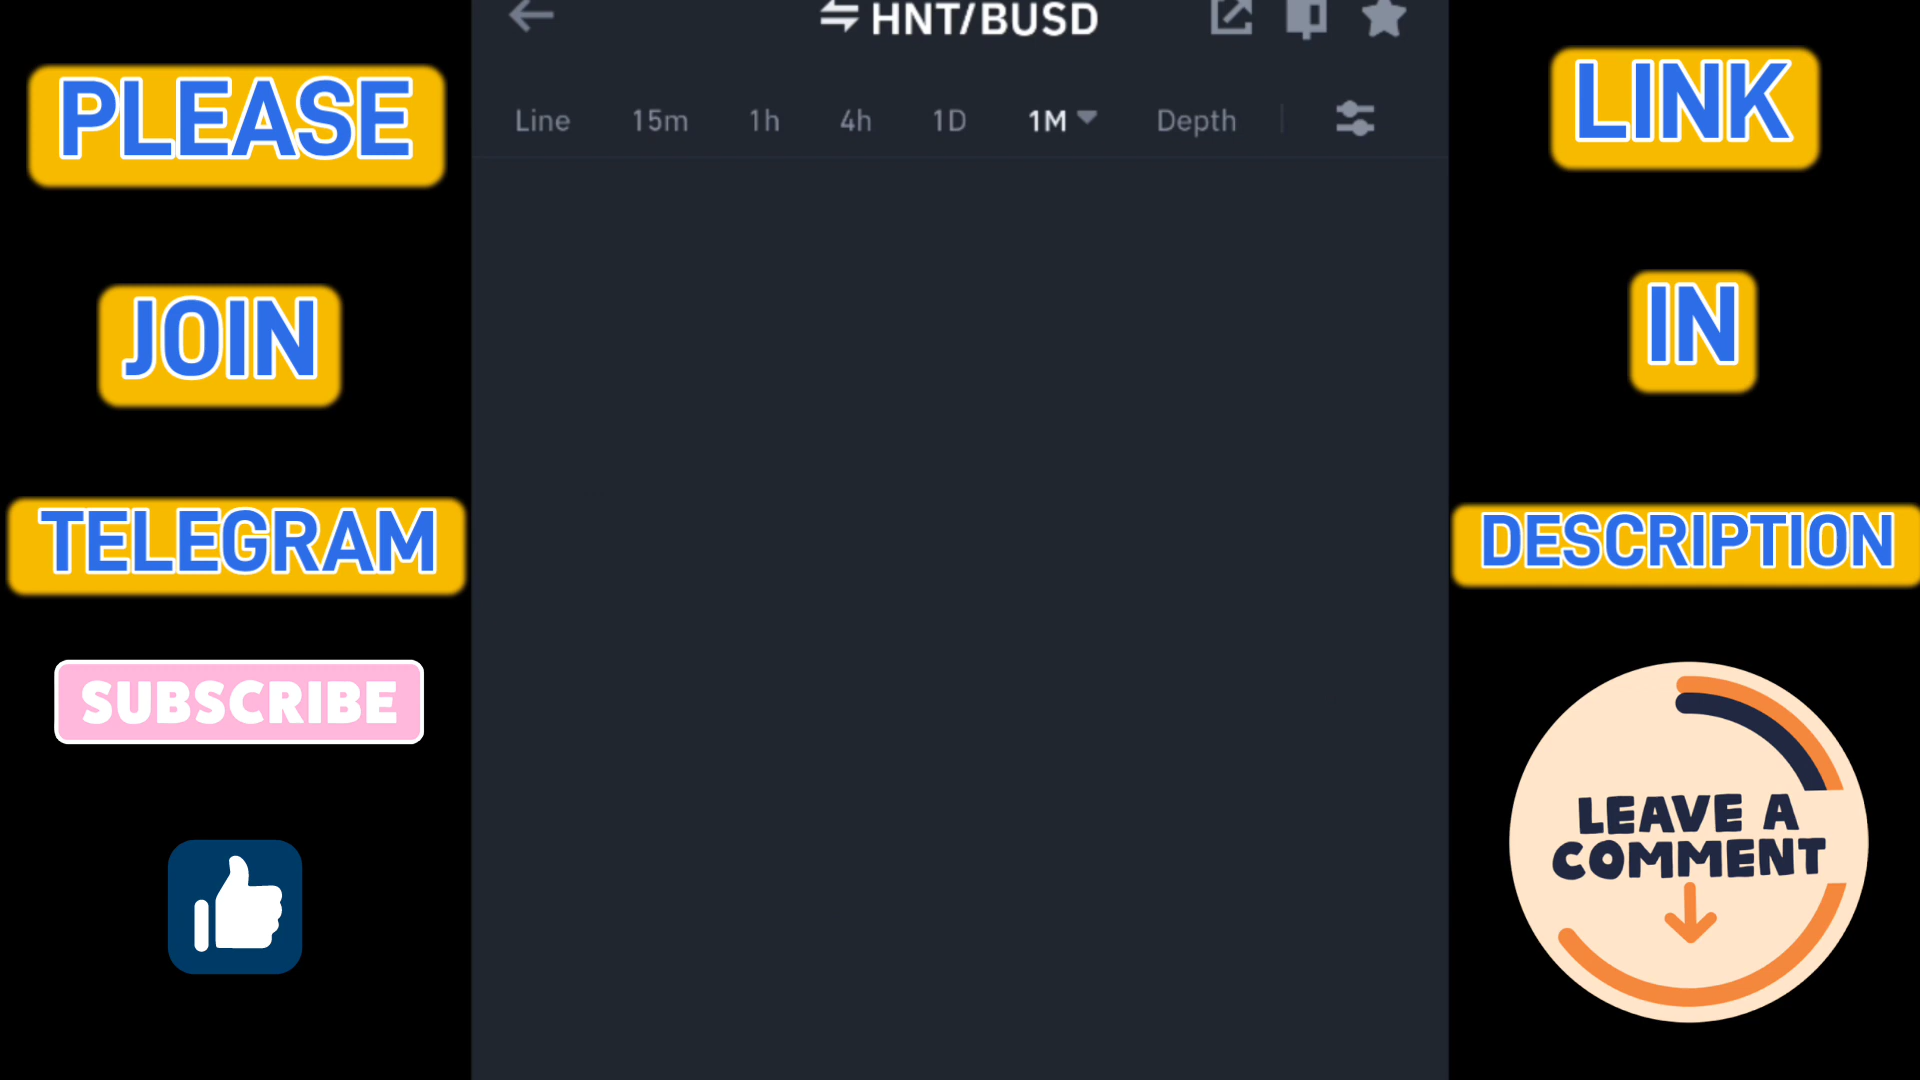 PLEASE
JOIN
TELEGRAM
SUBSCRIBE
HNT/BUSD
Line 15m 1h 4h 1D 1M Depth
LINK
IN
DESCRIPTION
LEAVE A
COMMENT